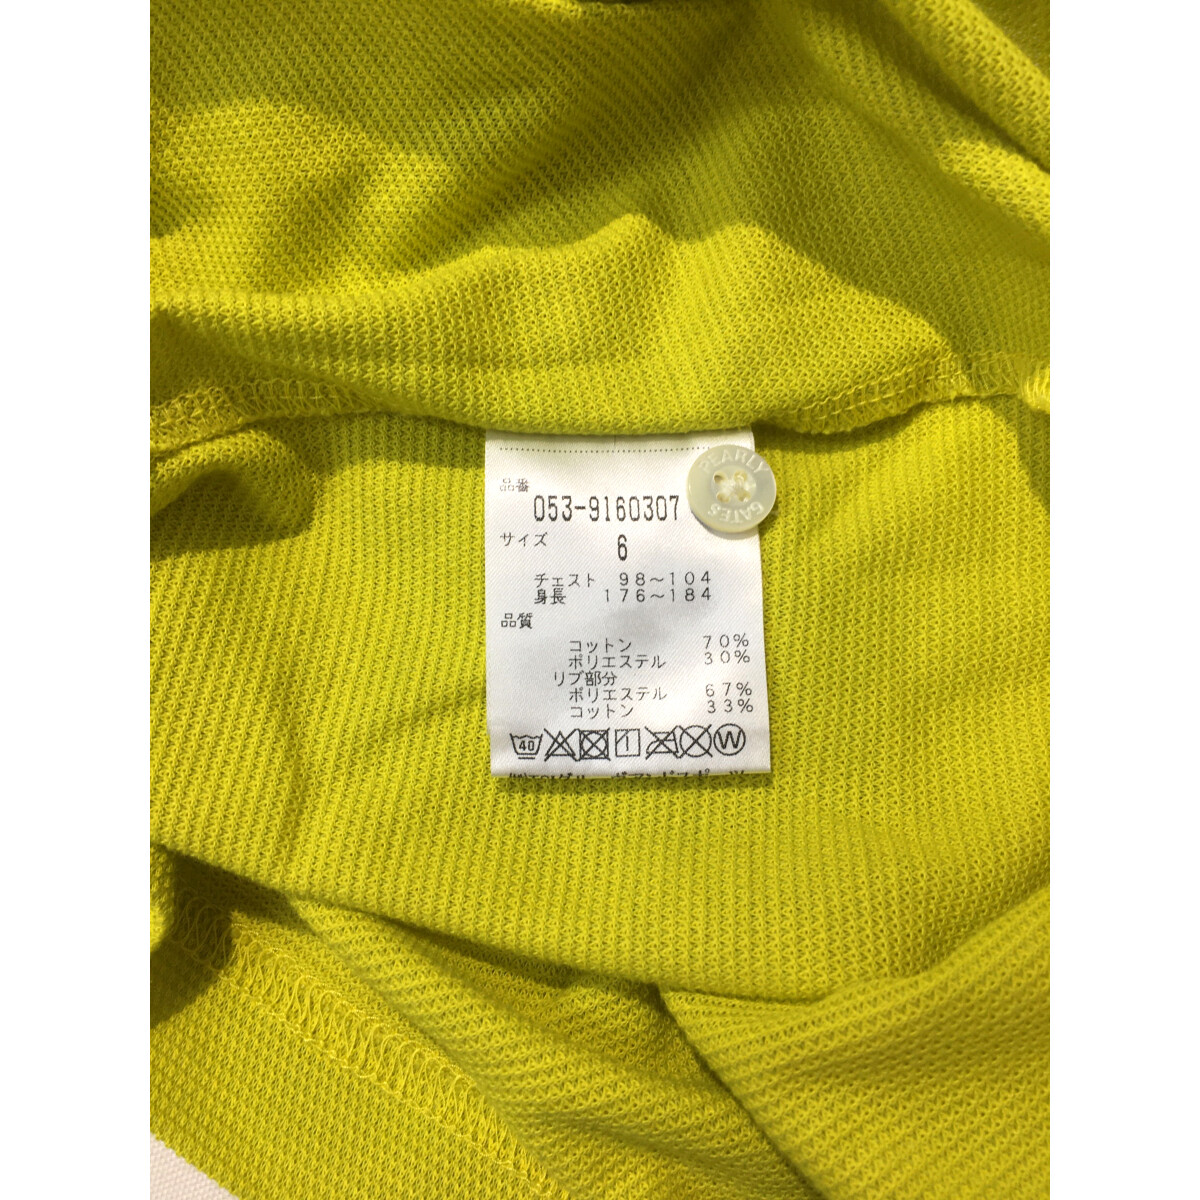 品番
PEARLY
GATES
053-9160307
サイズ
6
チェスト 98～104
身長 176～184
品質
コットン 70%
ポリエステル 30%
リブ部分
ポリエステル 67%
コットン 33%
40
W